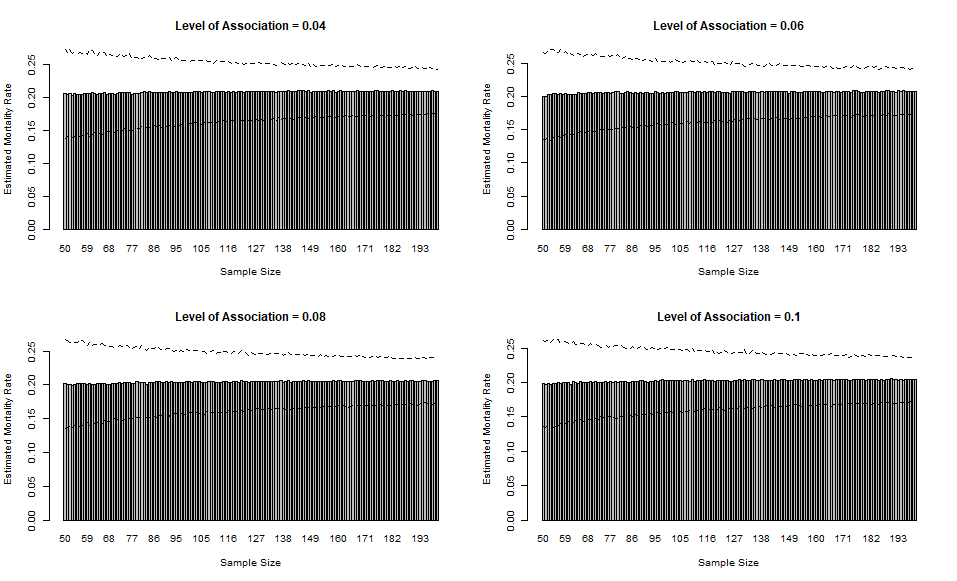 Level of Association = 0.04
Estimated Mortality Rate
0.00 0.05 0.10 0.15 0.20 0.25
50 59 68 77 86 95 105 116 127 138 149 160 171 182 193
Sample Size
Level of Association = 0.06
Estimated Mortality Rate
0.00 0.05 0.10 0.15 0.20 0.25
50 59 68 77 86 95 105 116 127 138 149 160 171 182 193
Sample Size
Level of Association = 0.08
Estimated Mortality Rate
0.00 0.05 0.10 0.15 0.20 0.25
50 59 68 77 86 95 105 116 127 138 149 160 171 182 193
Sample Size
Level of Association = 0.1
Estimated Mortality Rate
0.00 0.05 0.10 0.15 0.20 0.25
50 59 68 77 86 95 105 116 127 138 149 160 171 182 193
Sample Size